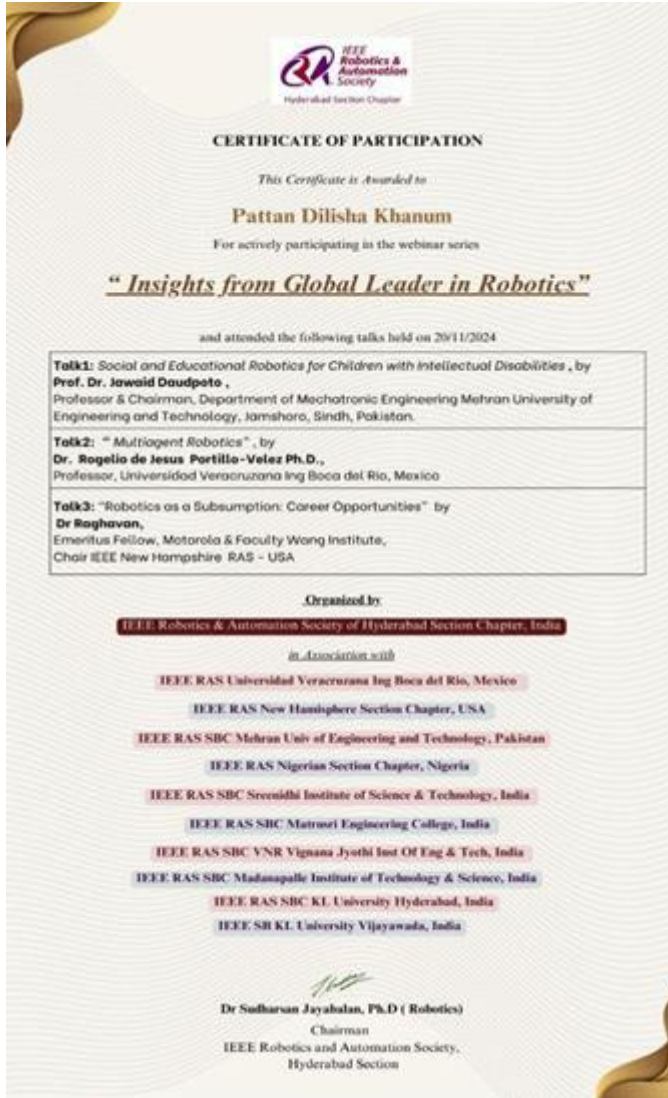 IEEE
Robotics &
Automation
Society
Hyderabad Section Chapter
CERTIFICATE OF PARTICIPATION
This Certificate is Awarded to
Pattan Dilisha Khanum
For actively participating in the webinar series
“ Insights from Global Leader in Robotics”
and attended the following talks held on 20/11/2024
Talk1: Social and Educational Robotics for Children with Intellectual Disabilities , by
Prof. Dr. Jawaid Daudpoto ,
Professor & Chairman, Department of Mechatronic Engineering Mehran University of
Engineering and Technology, Jamshoro, Sindh, Pakistan.
Talk2: “ Multiagent Robotics” , by
Dr. Rogelio de Jesus Portillo-Velez Ph.D.,
Professor, Universidad Veracruzana Ing Boca del Rio, Mexico
Talk3: “Robotics as a Subsumption: Career Opportunities” by
Dr Raghavan,
Emeritus Fellow, Motorola & Faculty Wang Institute,
Chair IEEE New Hampshire RAS - USA
Organized by
IEEE Robotics & Automation Society of Hyderabad Section Chapter, India
in Association with
IEEE RAS Universidad Veracruzana Ing Boca del Rio, Mexico
IEEE RAS New Hamisphere Section Chapter, USA
IEEE RAS SBC Mehran Univ of Engineering and Technology, Pakistan
IEEE RAS Nigerian Section Chapter, Nigeria
IEEE RAS SBC Sreenidhi Institute of Science & Technology, India
IEEE RAS SBC Matrusri Engineering College, India
IEEE RAS SBC VNR Vignana Jyothi Inst Of Eng & Tech, India
IEEE RAS SBC Madanapalle Institute of Technology & Science, India
IEEE RAS SBC KL University Hyderabad, India
IEEE SB KL University Vijayawada, India
Dr Sudharsan Jayabalan, Ph.D ( Robotics)
Chairman
IEEE Robotics and Automation Society,
Hyderabad Section